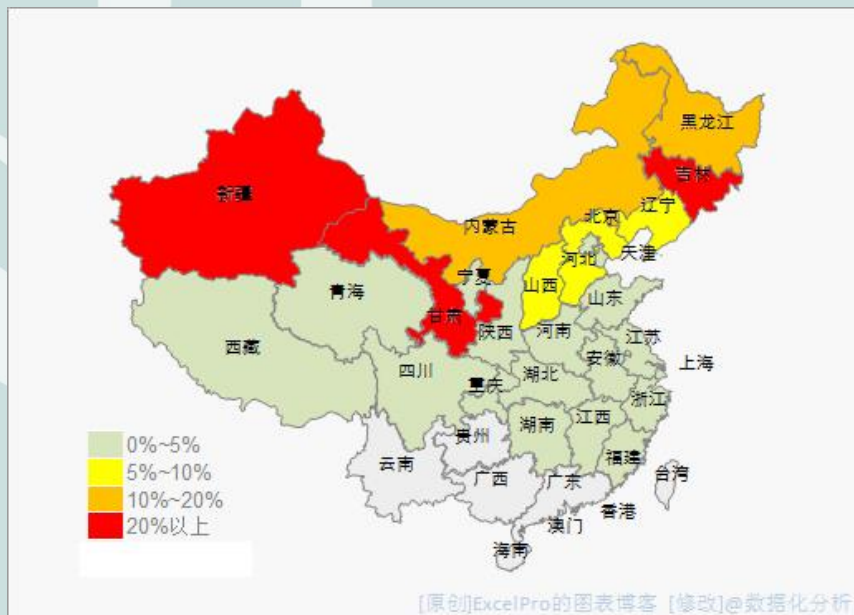 黑龙江
吉林
新疆
辽宁
北京
内蒙古
天津
河北
宁夏
山西
青海
山东
甘肃
陕西
河南
江苏
西藏
安徽
上海
四川
湖北
重庆
浙江
江西
湖南
贵州
福建
云南
台湾
广西
广东
香港
澳门
海南
0%~5%
5%~10%
10%~20%
20%以上
[原创]ExcelPro的图表博客 [修改]@数据化分析